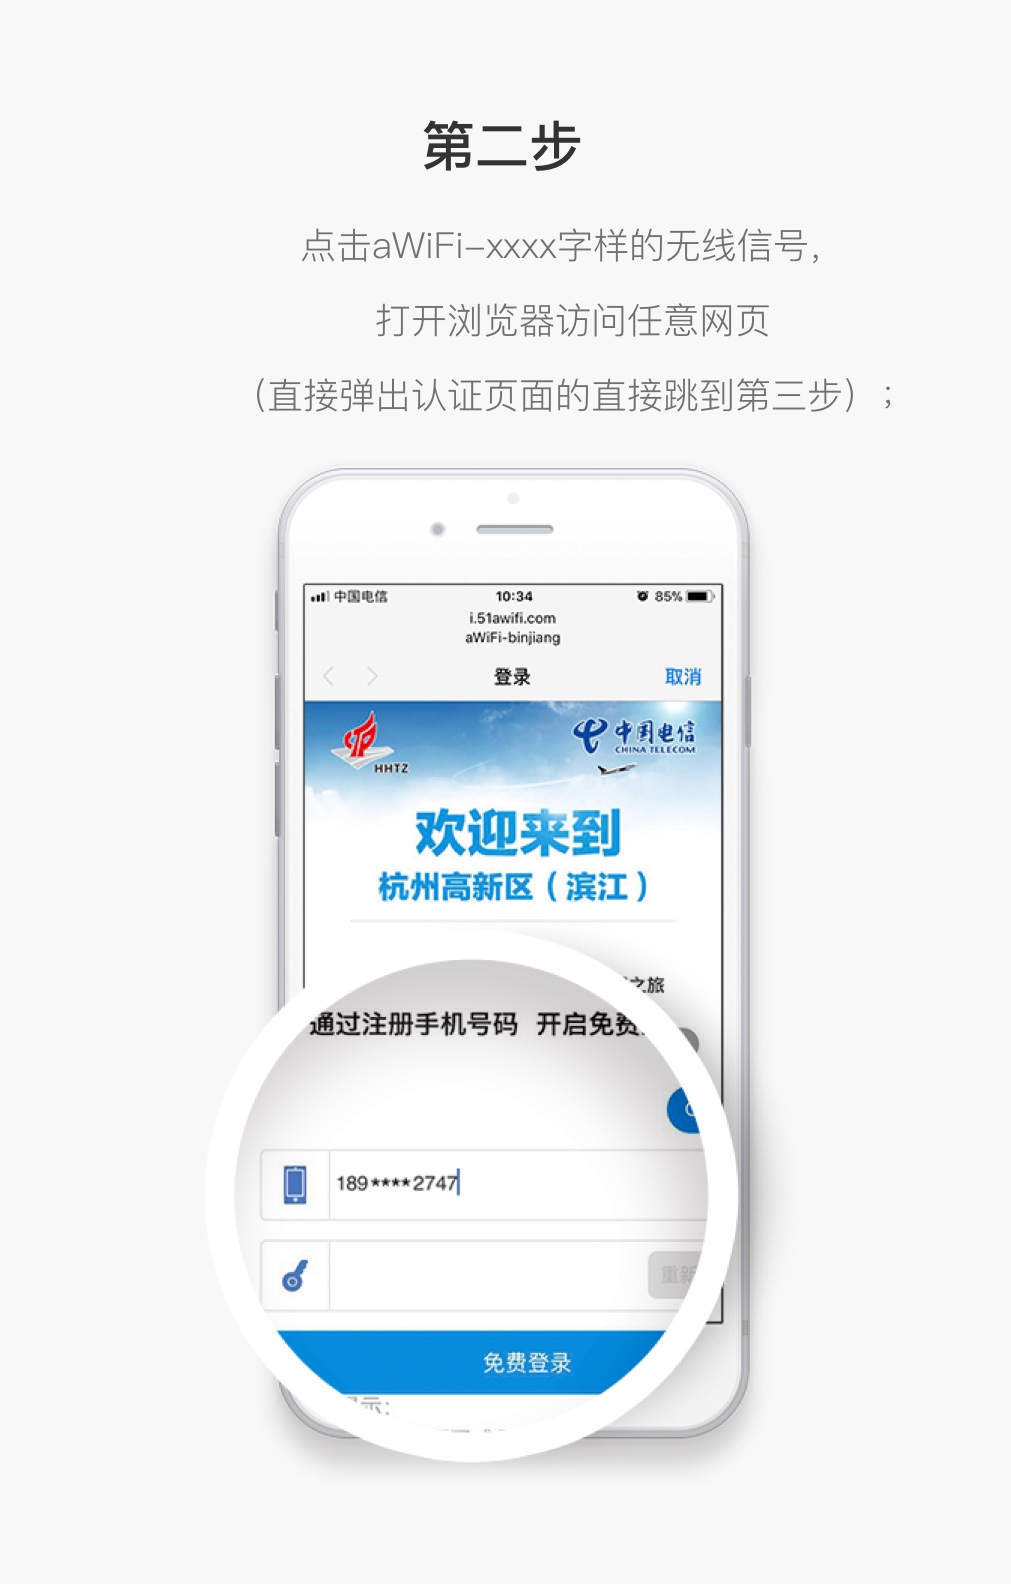 第二步
点击aWiFi-xxxx字样的无线信号,
打开浏览器访问任意网页
（直接弹出认证页面的直接跳到第三步）；
中国电信 10:34 85%
i.51awifi.com
aWiFi-binjiang
登录 取消
HHTZ 中国电信
CHINA TELECOM
欢迎来到
杭州高新区（滨江）
之旅
通过注册手机号码 开启免费
189****2747
重新
免费登录
示: